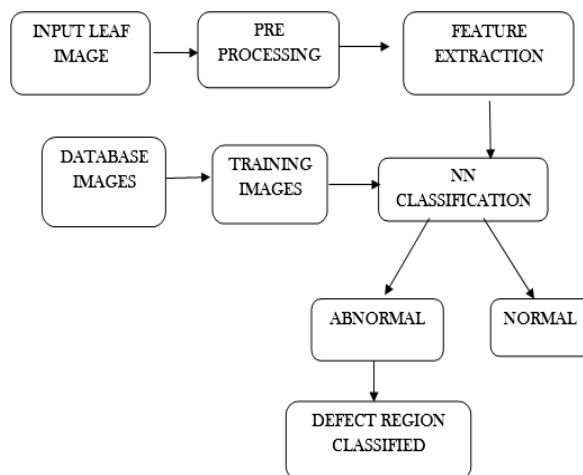 INPUT LEAF
IMAGE
PRE
PROCESSING
FEATURE
EXTRACTION
DATABASE
IMAGES
TRAINING
IMAGES
NN
CLASSIFICATION
ABNORMAL
NORMAL
DEFECT REGION
CLASSIFIED